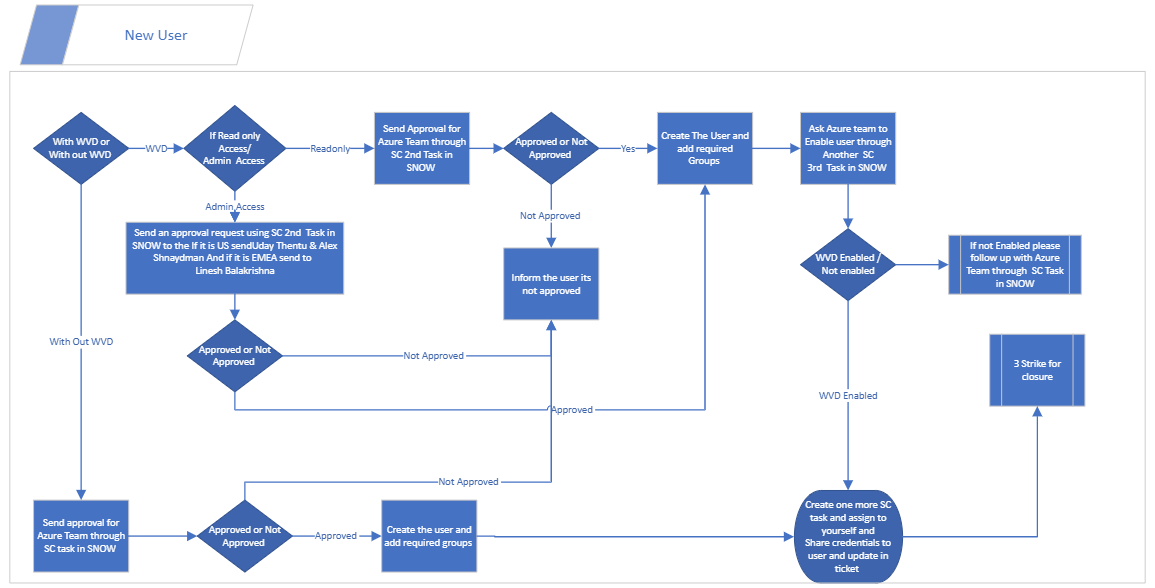 New User
With WVD or
With out WVD
WVD
If Read only
Access/
Admin Access
Readonly
Send Approval for
Azure Team through
SC 2nd Task in
SNOW
Approved or Not
Approved
Yes
Create The User and
add required
Groups
Ask Azure team to
Enable user through
Another SC
3rd Task in SNOW
Admin Access
Not Approved
Send an approval request using SC 2nd Task in
SNOW to the If it is US sendUday Thentu & Alex
Shnaydman And if it is EMEA send to
Linesh Balakrishna
Inform the user its
not approved
WVD Enabled /
Not enabled
If not Enabled please
follow up with Azure
Team through SC Task
in SNOW
With Out WVD
Approved or Not
Approved
Not Approved
3 Strike for
closure
WVD Enabled
Approved
Not Approved
Send approval for
Azure Team through
SC task in SNOW
Approved or Not
Approved
Approved
Create the user and
add required groups
Create one more SC
task and assign to
yourself and
Share credentials to
user and update in
ticket